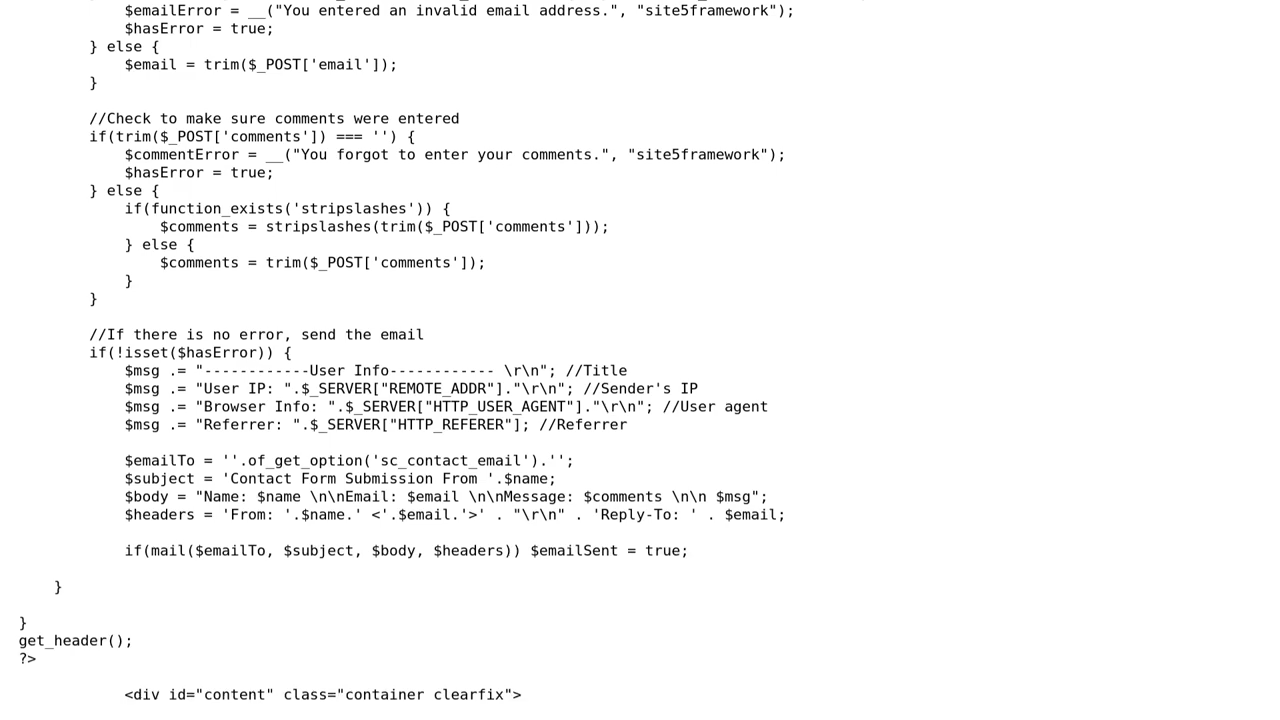 $emailError = __("You entered an invalid email address.", "site5framework");
$hasError = true;
} else {
$email = trim($_POST['email']);
}
//Check to make sure comments were entered
if(trim($_POST['comments']) === '') {
$commentError = __("You forgot to enter your comments.", "site5framework");
$hasError = true;
} else {
if(function_exists('stripslashes')) {
$comments = stripslashes(trim($_POST['comments']));
} else {
$comments = trim($_POST['comments']);
}
}
//If there is no error, send the email
if(!isset($hasError)) {
$msg .= "------------User Info------------ \r\n"; //Title
$msg .= "User IP: ".$_SERVER["REMOTE_ADDR"]."\r\n"; //Sender's IP
$msg .= "Browser Info: ".$_SERVER["HTTP_USER_AGENT"]."\r\n"; //User agent
$msg .= "Referrer: ".$_SERVER["HTTP_REFERER"]; //Referrer
$emailTo = ''.of_get_option('sc_contact_email').'';
$subject = 'Contact Form Submission From '.$name;
$body = "Name: $name \n\nEmail: $email \n\nMessage: $comments \n\n $msg";
$headers = 'From: '.$name.' <'.$email.'>' . "\r\n" . 'Reply-To: ' . $email;
if(mail($emailTo, $subject, $body, $headers)) $emailSent = true;
}
}
get_header();
?>
<div id="content" class="container clearfix">